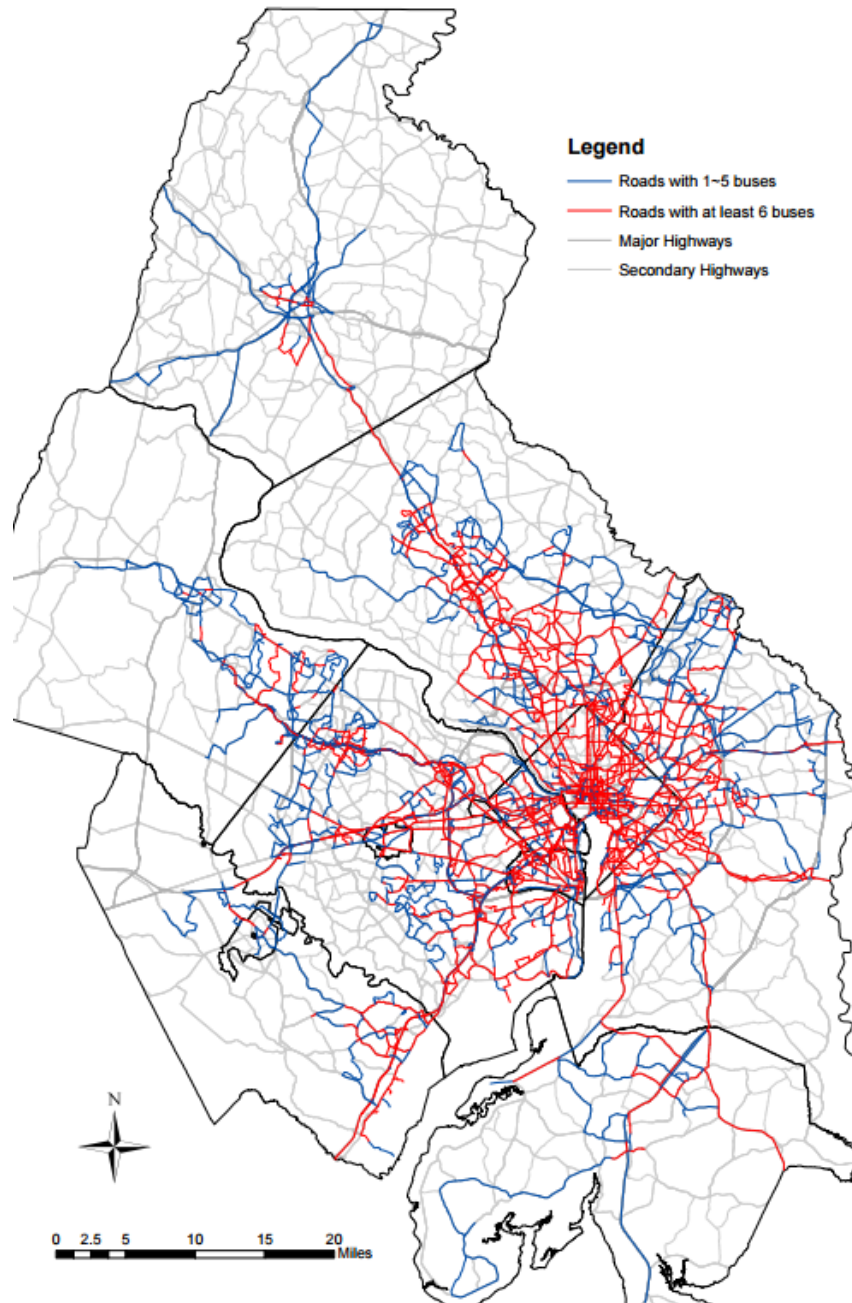 Legend
Roads with 1~5 buses
Roads with at least 6 buses
Major Highways
Secondary Highways
N
0 2.5 5 10 15 20
Miles